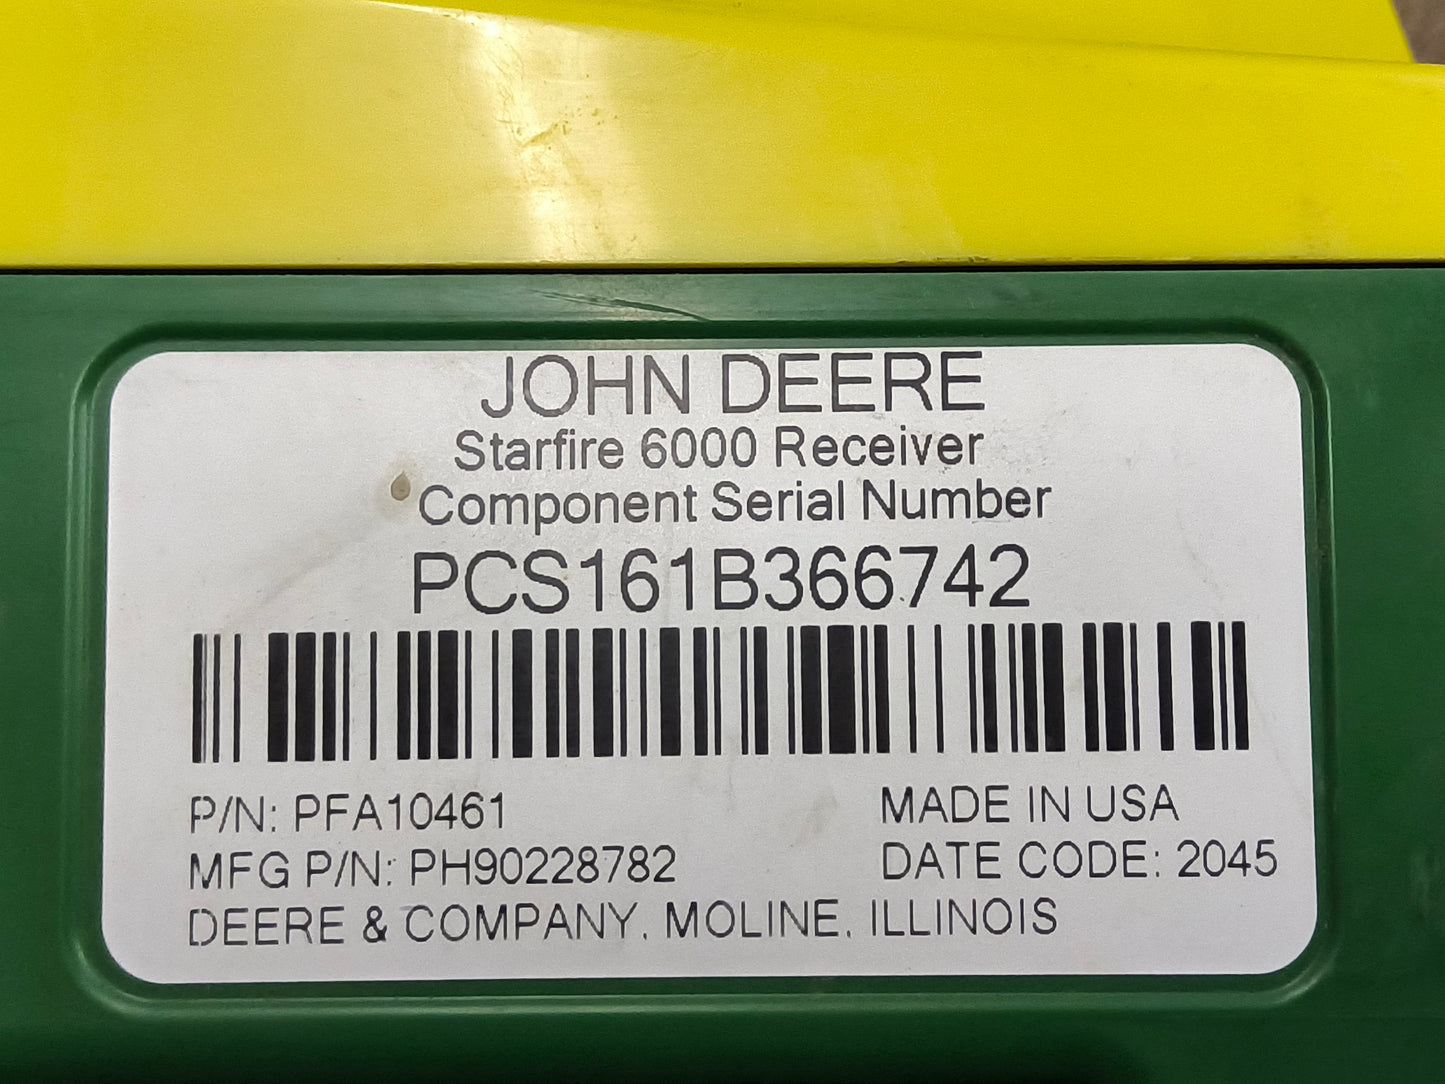 JOHN DEERE
Starfire 6000 Receiver
Component Serial Number
PCS161B366742
P/N: PFA10461
MADE IN USA
MFG P/N: PH90228782
DATE CODE: 2045
DEERE & COMPANY, MOLINE, ILLINOIS